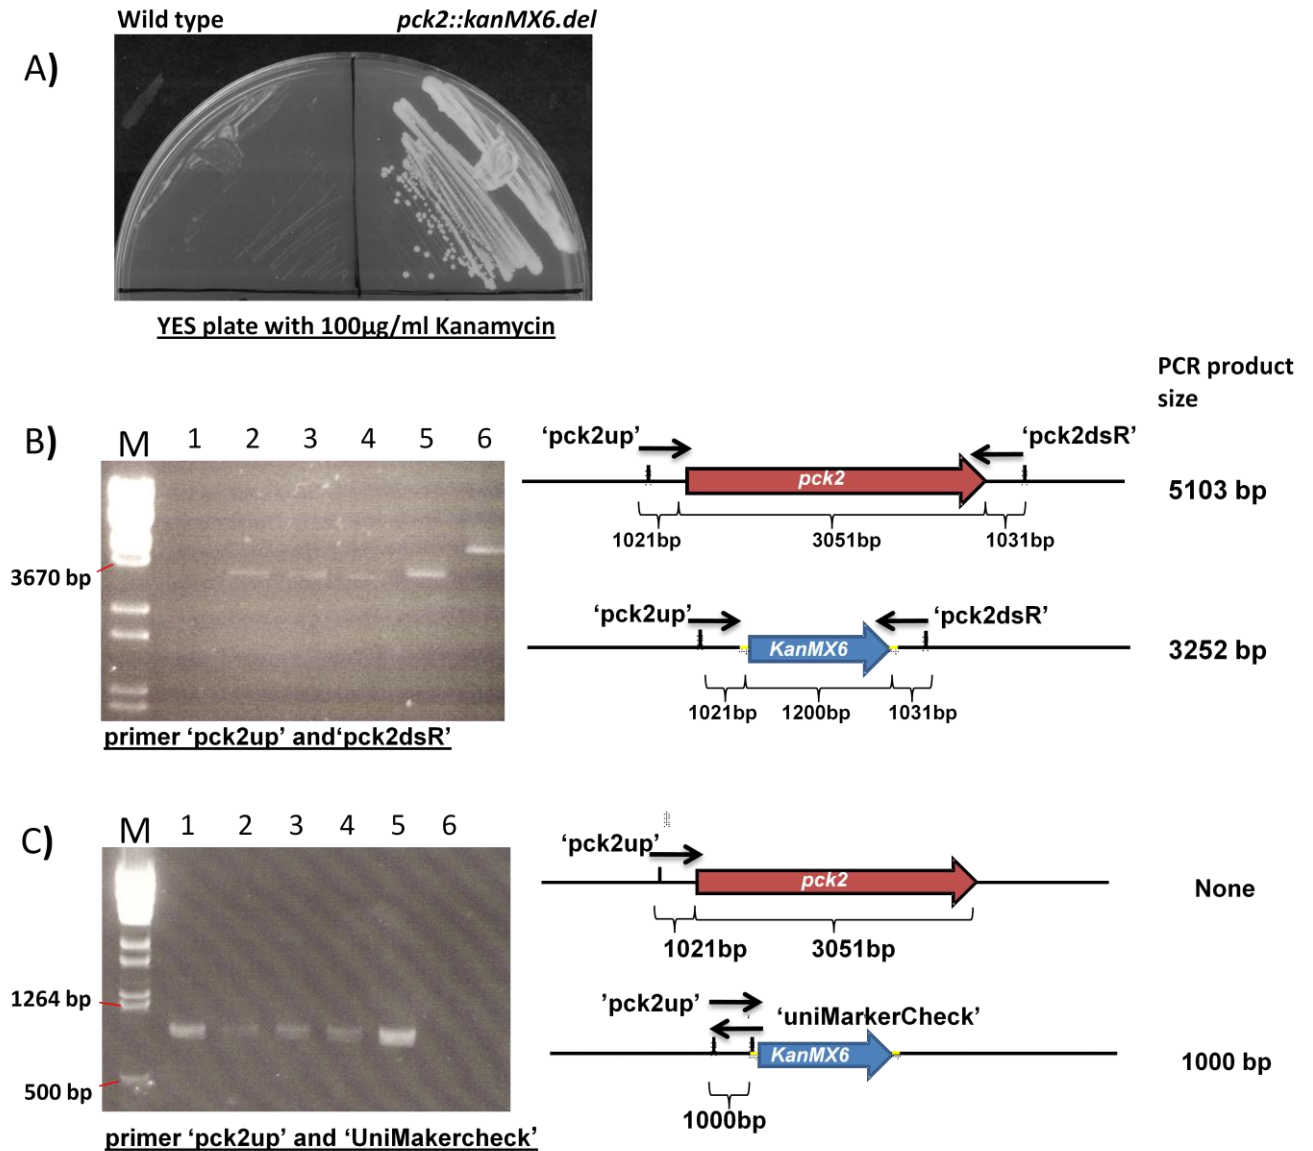 Wild type
pck2::kanMX6.del
A)
YES plate with 100µg/ml Kanamycin
PCR product
size
B)
M 1 2 3 4 5 6
3670 bp
primer ‘pck2up’ and‘pck2dsR’
‘pck2up’
‘pck2dsR’
pck2
5103 bp
1021bp
3051bp
1031bp
‘pck2up’
‘pck2dsR’
KanMX6
3252 bp
1021bp
1200bp
1031bp
C)
M 1 2 3 4 5 6
1264 bp
500 bp
primer ‘pck2up’ and ‘UniMakercheck’
‘pck2up’
pck2
None
1021bp
3051bp
’pck2up’
‘uniMarkerCheck’
KanMX6
1000 bp
1000bp